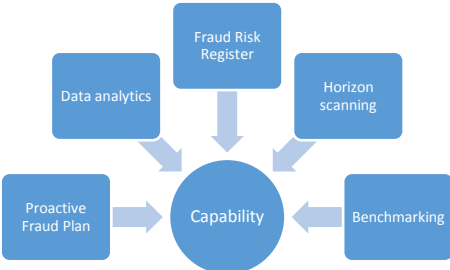 Fraud Risk
Register
Data analytics
Horizon
scanning
Proactive
Fraud Plan
Capability
Benchmarking